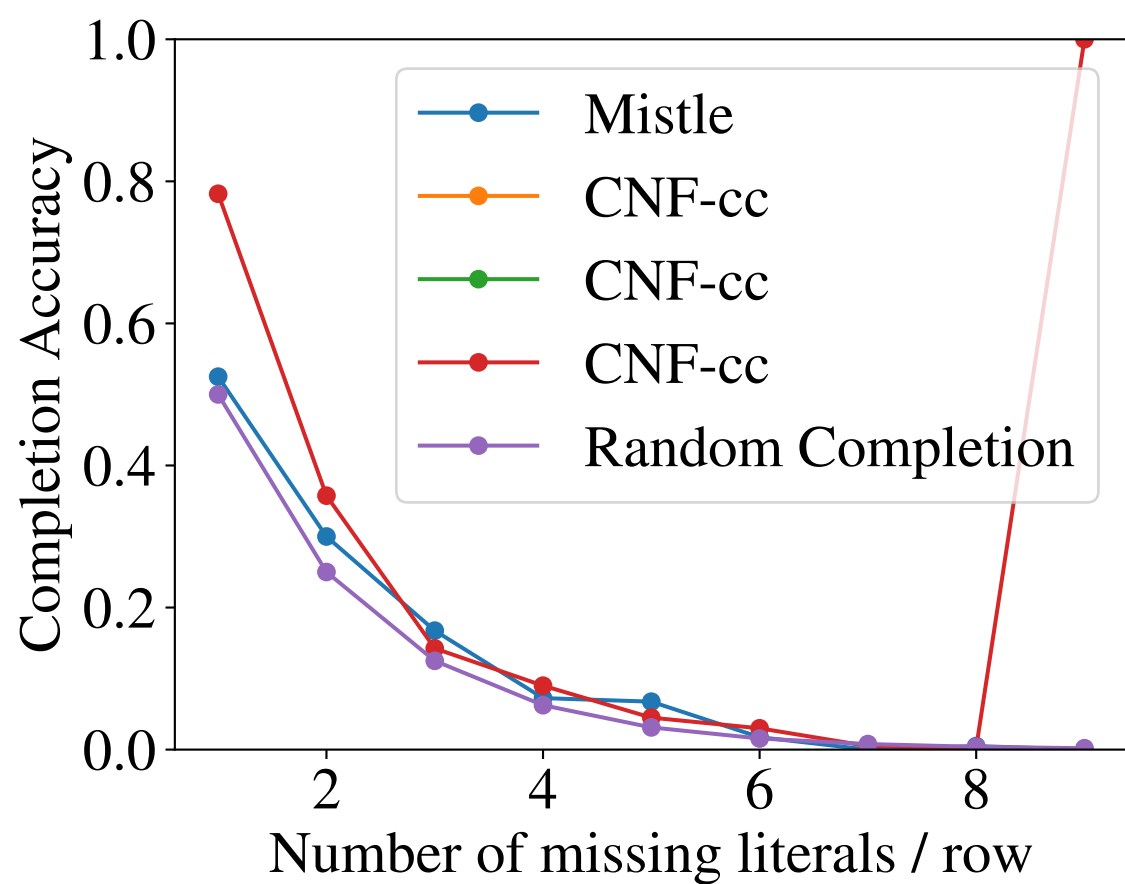 1.0
0.8
0.6
0.4
0.2
0.0
Completion Accuracy
Mistle
CNF-cc
CNF-cc
CNF-cc
Random Completion
2 4 6 8
Number of missing literals / row